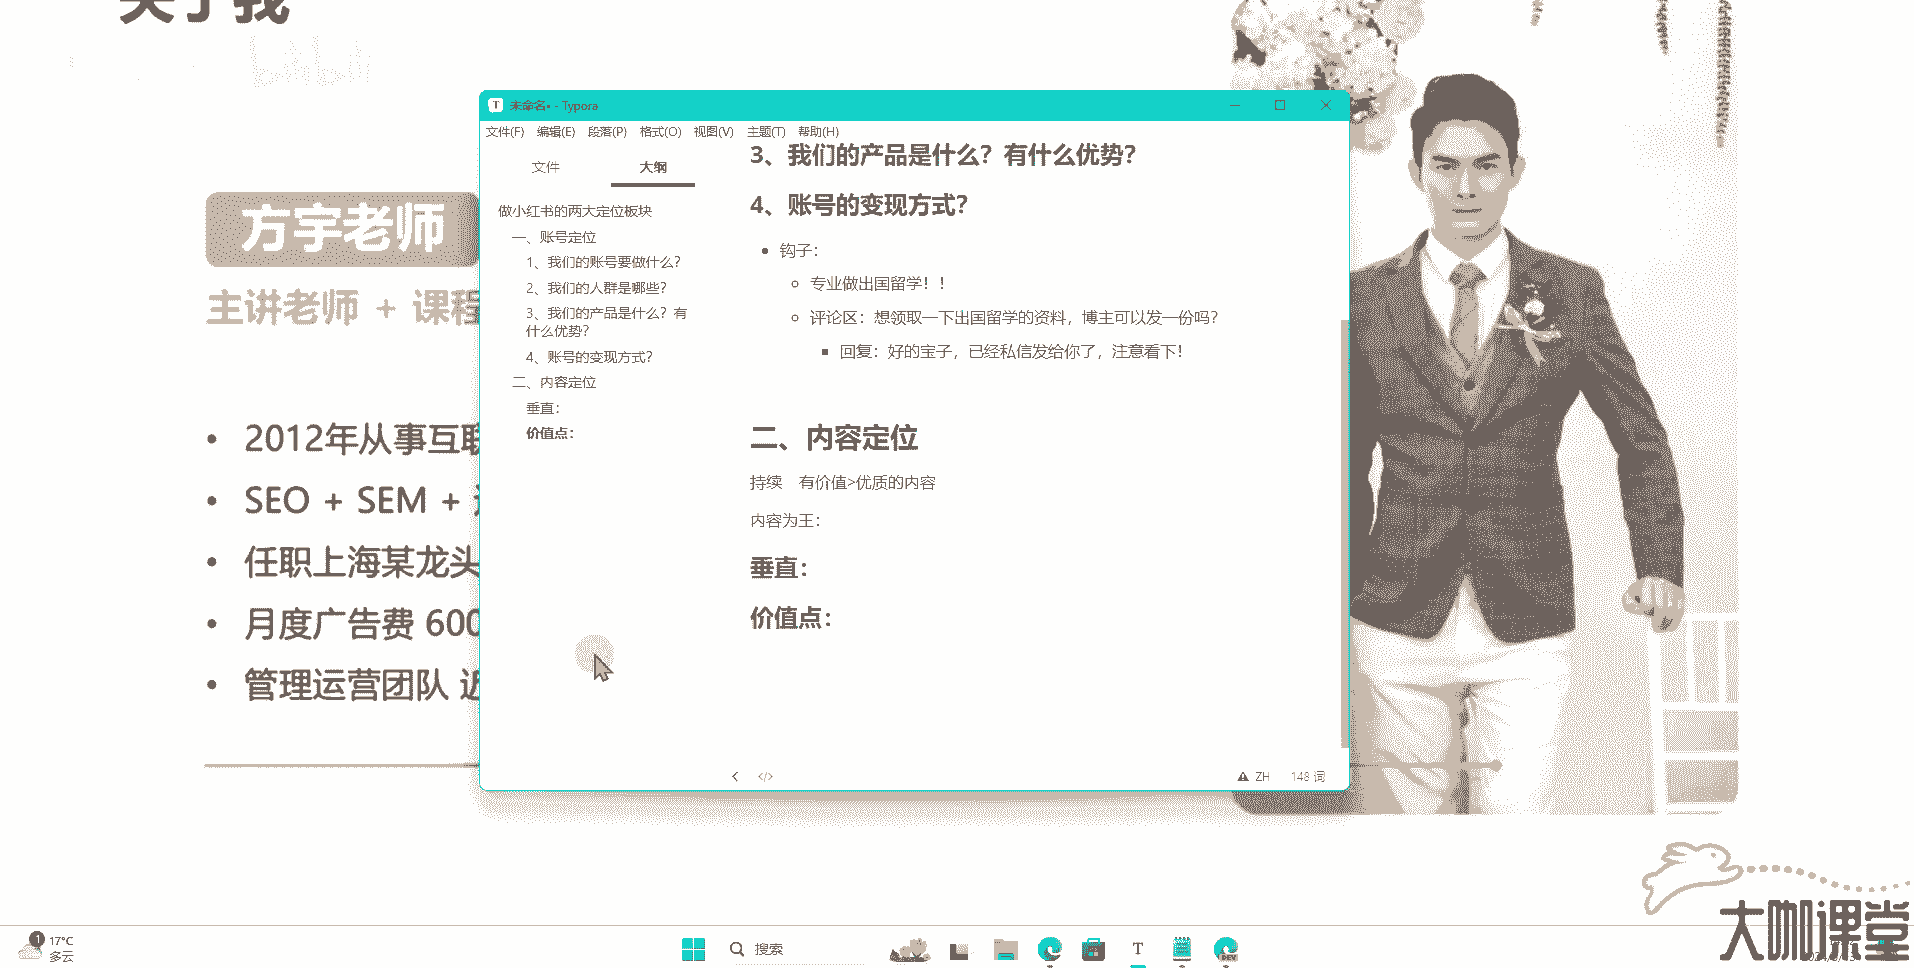 关于我
bilibili
未命名• - Typora
文件(F) 编辑(E) 段落(P) 格式(O) 视图(V) 主题(T) 帮助(H)
文件 大纲
做小红书的两大定位板块
一、账号定位
1、我们的账号要做什么？
2、我们的人群是哪些？
3、我们的产品是什么？有
什么优势？
4、账号的变现方式？
二、内容定位
垂直：
价值点：
3、我们的产品是什么？有什么优势？
4、账号的变现方式？
钩子：
专业做出国留学！！
评论区：想领取一下出国留学的资料，博主可以发一份吗？
回复：好的宝子，已经私信发给你了，注意看下！
二、内容定位
持续 有价值>优质的内容
内容为王：
垂直：
价值点：
ZH 148 词
方宇老师
主讲老师 + 课程
2012年从事互联
SEO + SEM +
任职上海某龙头
月度广告费 600
管理运营团队 近
大咖课堂
1
17°C
多云
搜索
T
DEV